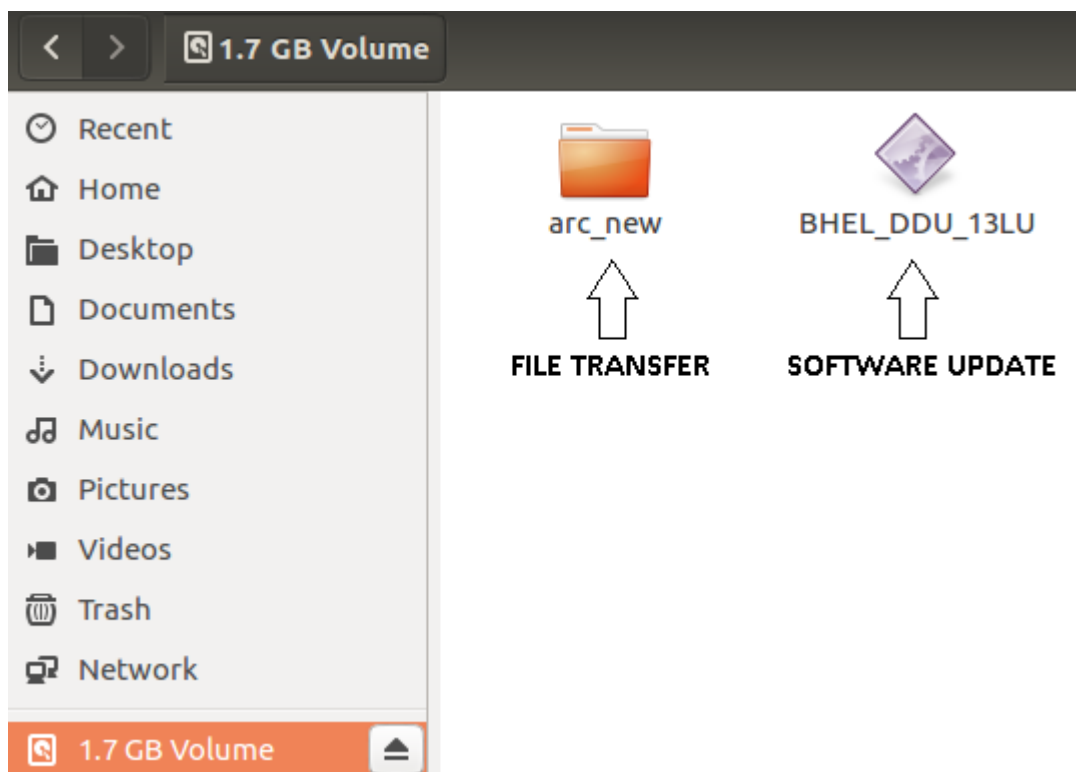 1.7 GB Volume
Recent
Home
Desktop
Documents
Downloads
Music
Pictures
Videos
Trash
Network
1.7 GB Volume
arc_new
BHEL_DDU_13LU
FILE TRANSFER
SOFTWARE UPDATE